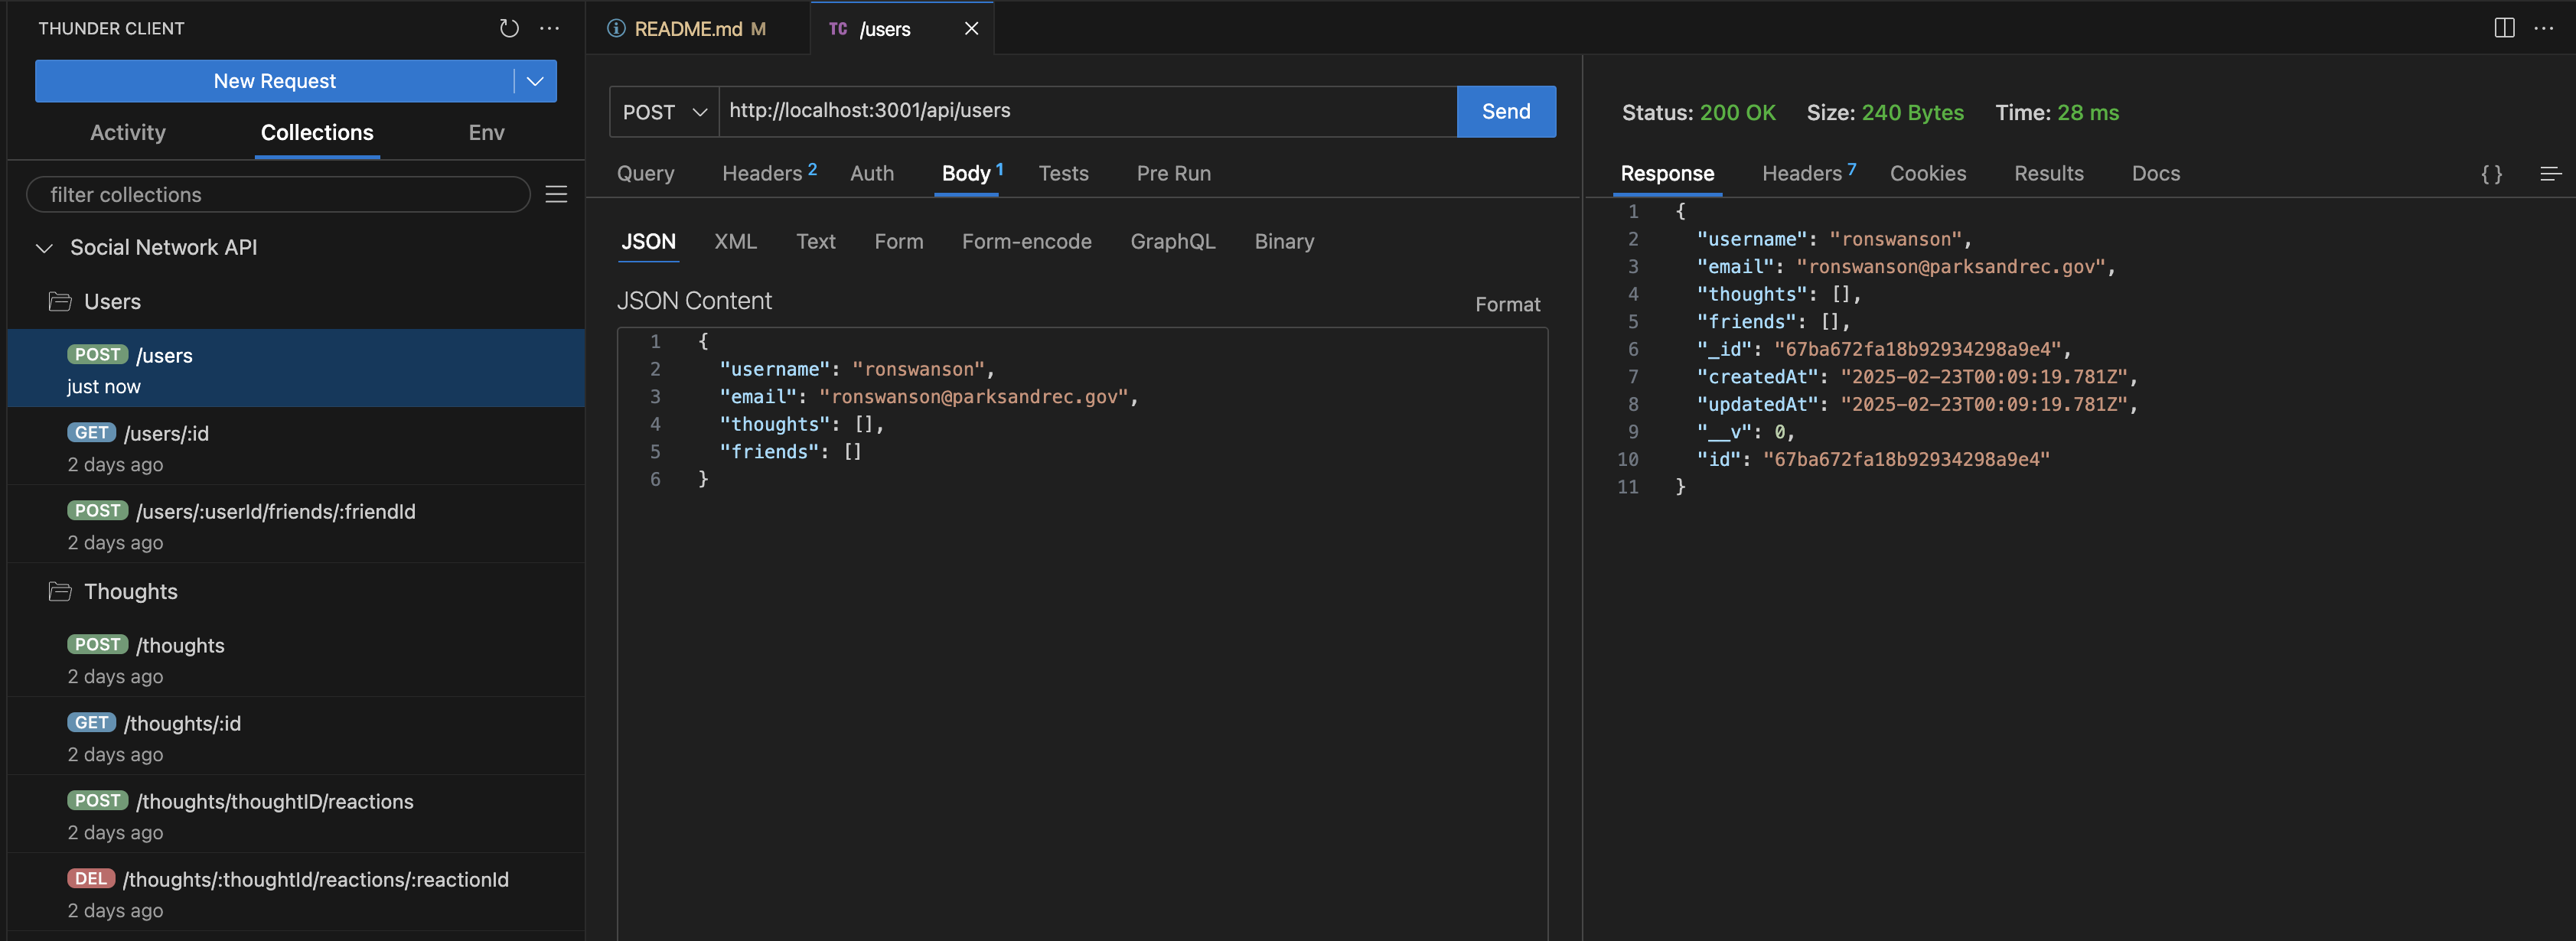 THUNDER CLIENT
New Request
Activity Collections Env
filter collections
Social Network API
Users
POST /users
just now
GET /users/:id
2 days ago
POST /users/:userId/friends/:friendId
2 days ago
Thoughts
POST /thoughts
2 days ago
GET /thoughts/:id
2 days ago
POST /thoughts/thoughtID/reactions
2 days ago
DEL /thoughts/:thoughtId/reactions/:reactionId
2 days ago
README.md M
TC /users
POST http://localhost:3001/api/users Send
Query Headers 2 Auth Body 1 Tests Pre Run
JSON XML Text Form Form-encode GraphQL Binary
JSON Content Format
1 {
2 "username": "ronswanson",
3 "email": "ronswanson@parksandrec.gov",
4 "thoughts": [],
5 "friends": []
6 }
Status: 200 OK Size: 240 Bytes Time: 28 ms
Response Headers 7 Cookies Results Docs { }
1 {
2 "username": "ronswanson",
3 "email": "ronswanson@parksandrec.gov",
4 "thoughts": [],
5 "friends": [],
6 "_id": "67ba672fa18b92934298a9e4",
7 "createdAt": "2025-02-23T00:09:19.781Z",
8 "updatedAt": "2025-02-23T00:09:19.781Z",
9 "__v": 0,
10 "id": "67ba672fa18b92934298a9e4"
11 }